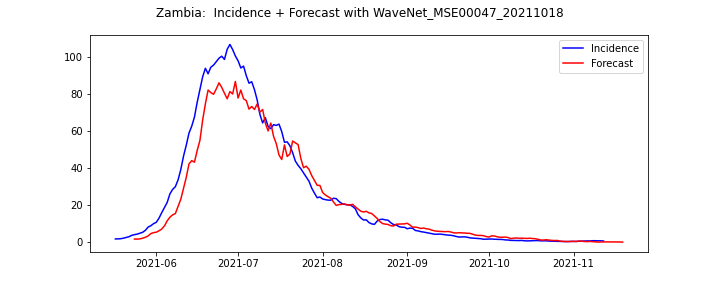 Zambia:  Incidence + Forecast with WaveNet_MSE00047_20211018
Incidence
Forecast
100
80
60
40
20
0
2021-06 2021-07 2021-08 2021-09 2021-10 2021-11